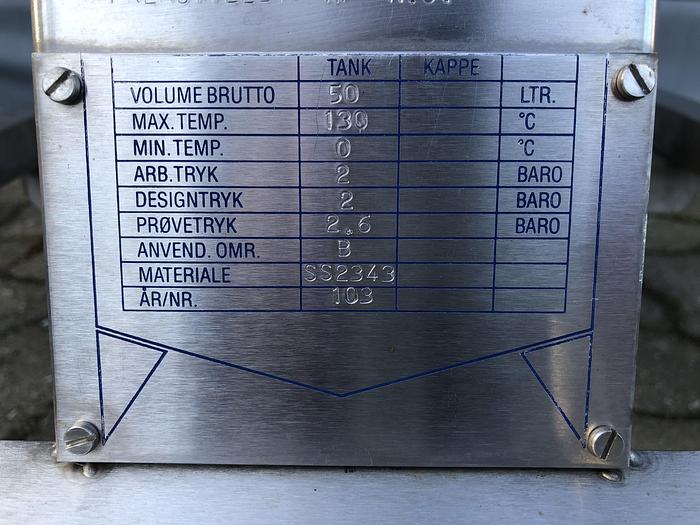 TANK KAPPE
VOLUME BRUTTO 50 LTR.
MAX. TEMP. 130 °C
MIN. TEMP. 0 °C
ARB.TRYK 2 BARO
DESIGNTRYK 2 BARO
PRØVETRYK 2.6 BARO
ANVEND. OMR. B
MATERIALE SS2343
ÅR/NR. 103